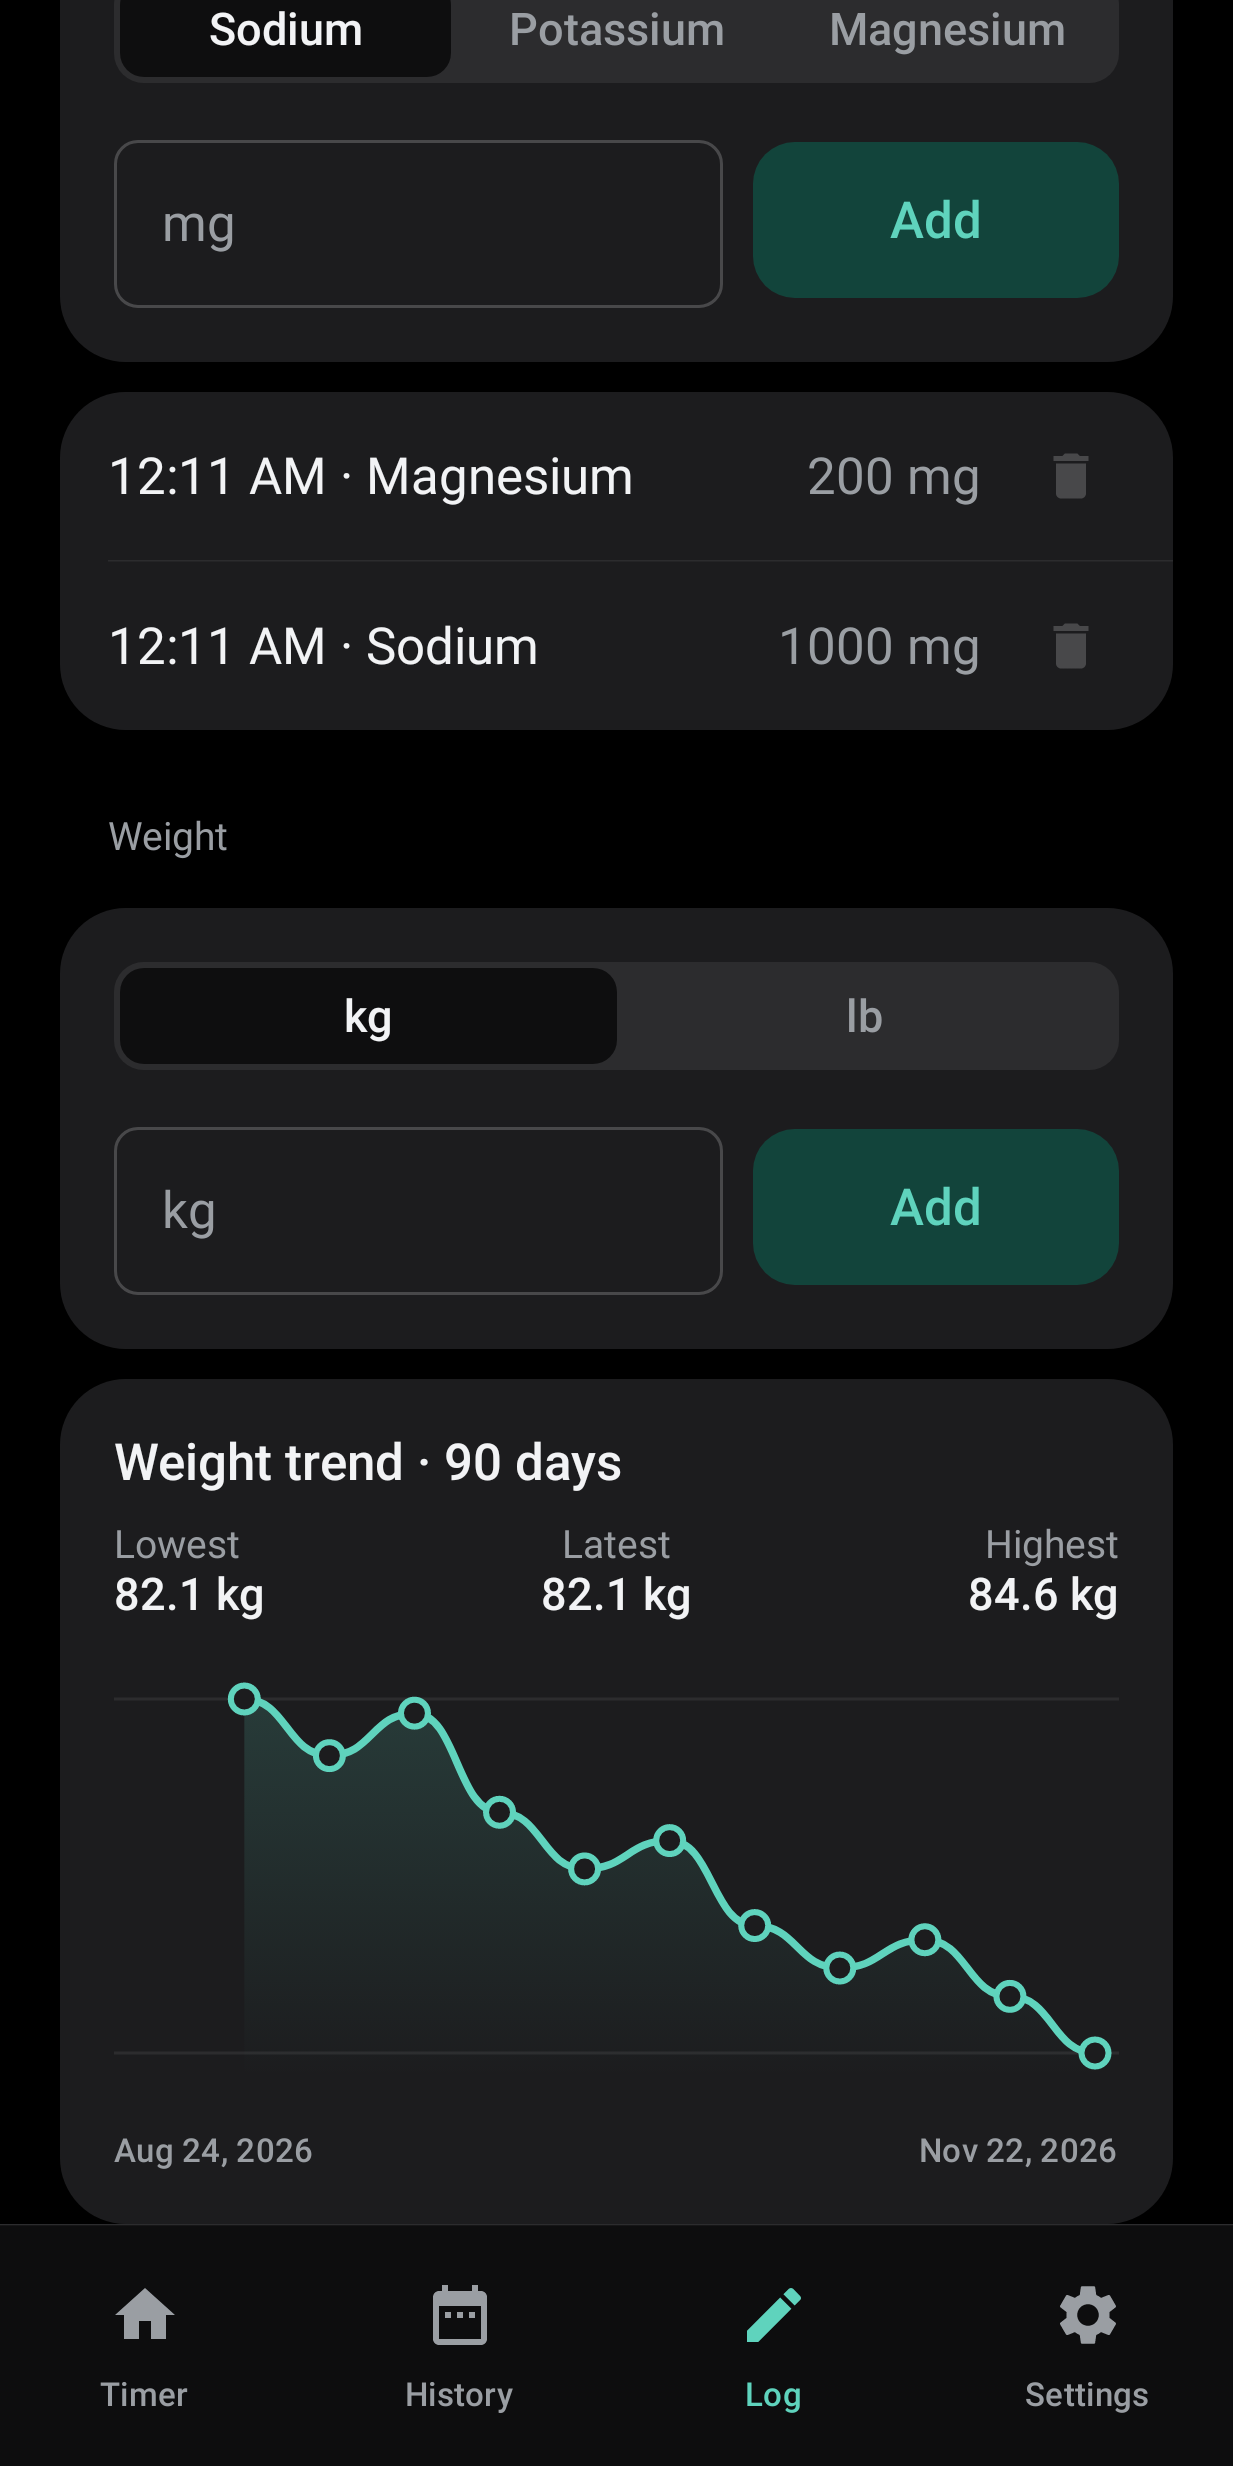 Sodium Potassium Magnesium
mg Add
12:11 AM · Magnesium 200 mg
12:11 AM · Sodium 1000 mg
Weight
kg lb
kg Add
Weight trend · 90 days
Lowest Latest Highest
82.1 kg 82.1 kg 84.6 kg
Aug 24, 2026 Nov 22, 2026
Timer History Log Settings